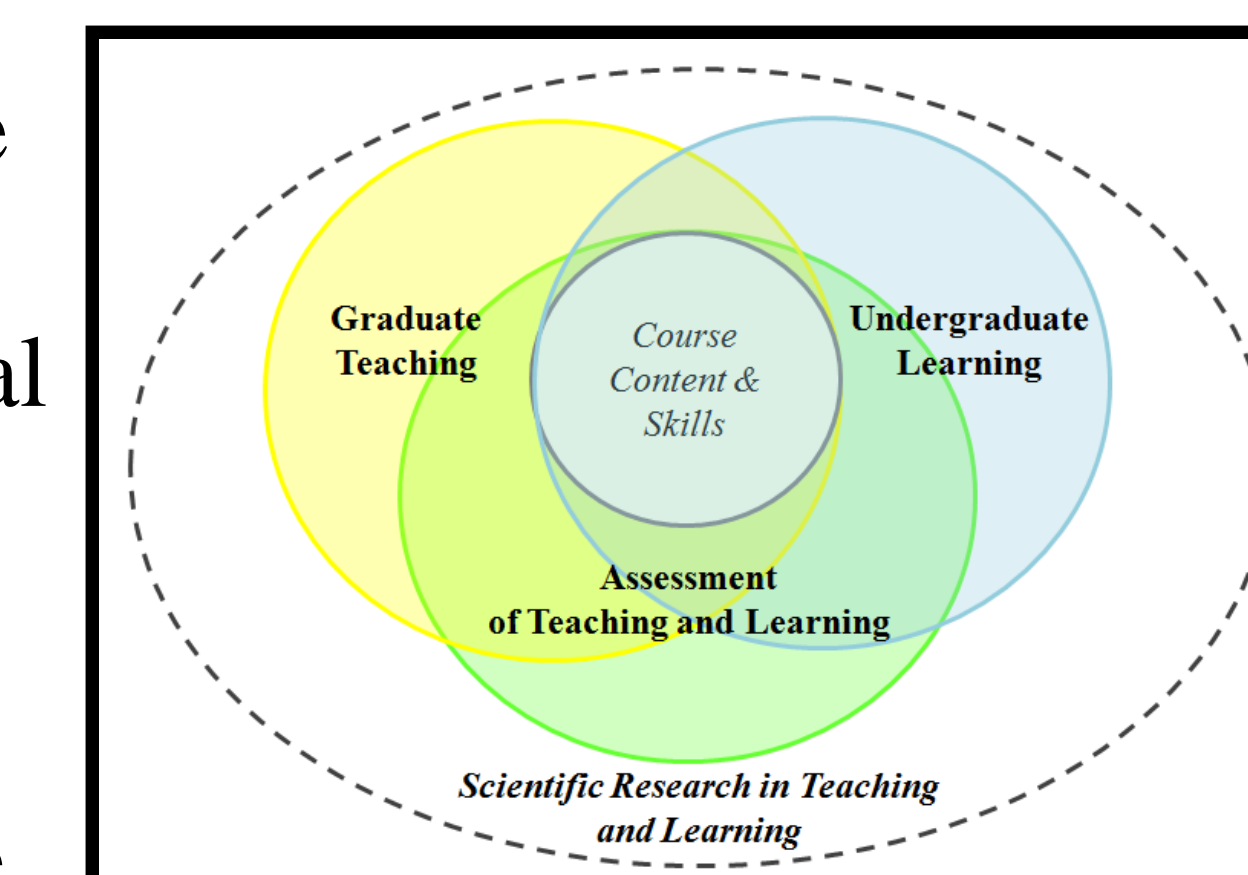 Graduate
Teaching
Course
Content &
Skills
Undergraduate
Learning
Assessment
of Teaching and Learning
Scientific Research in Teaching
and Learning